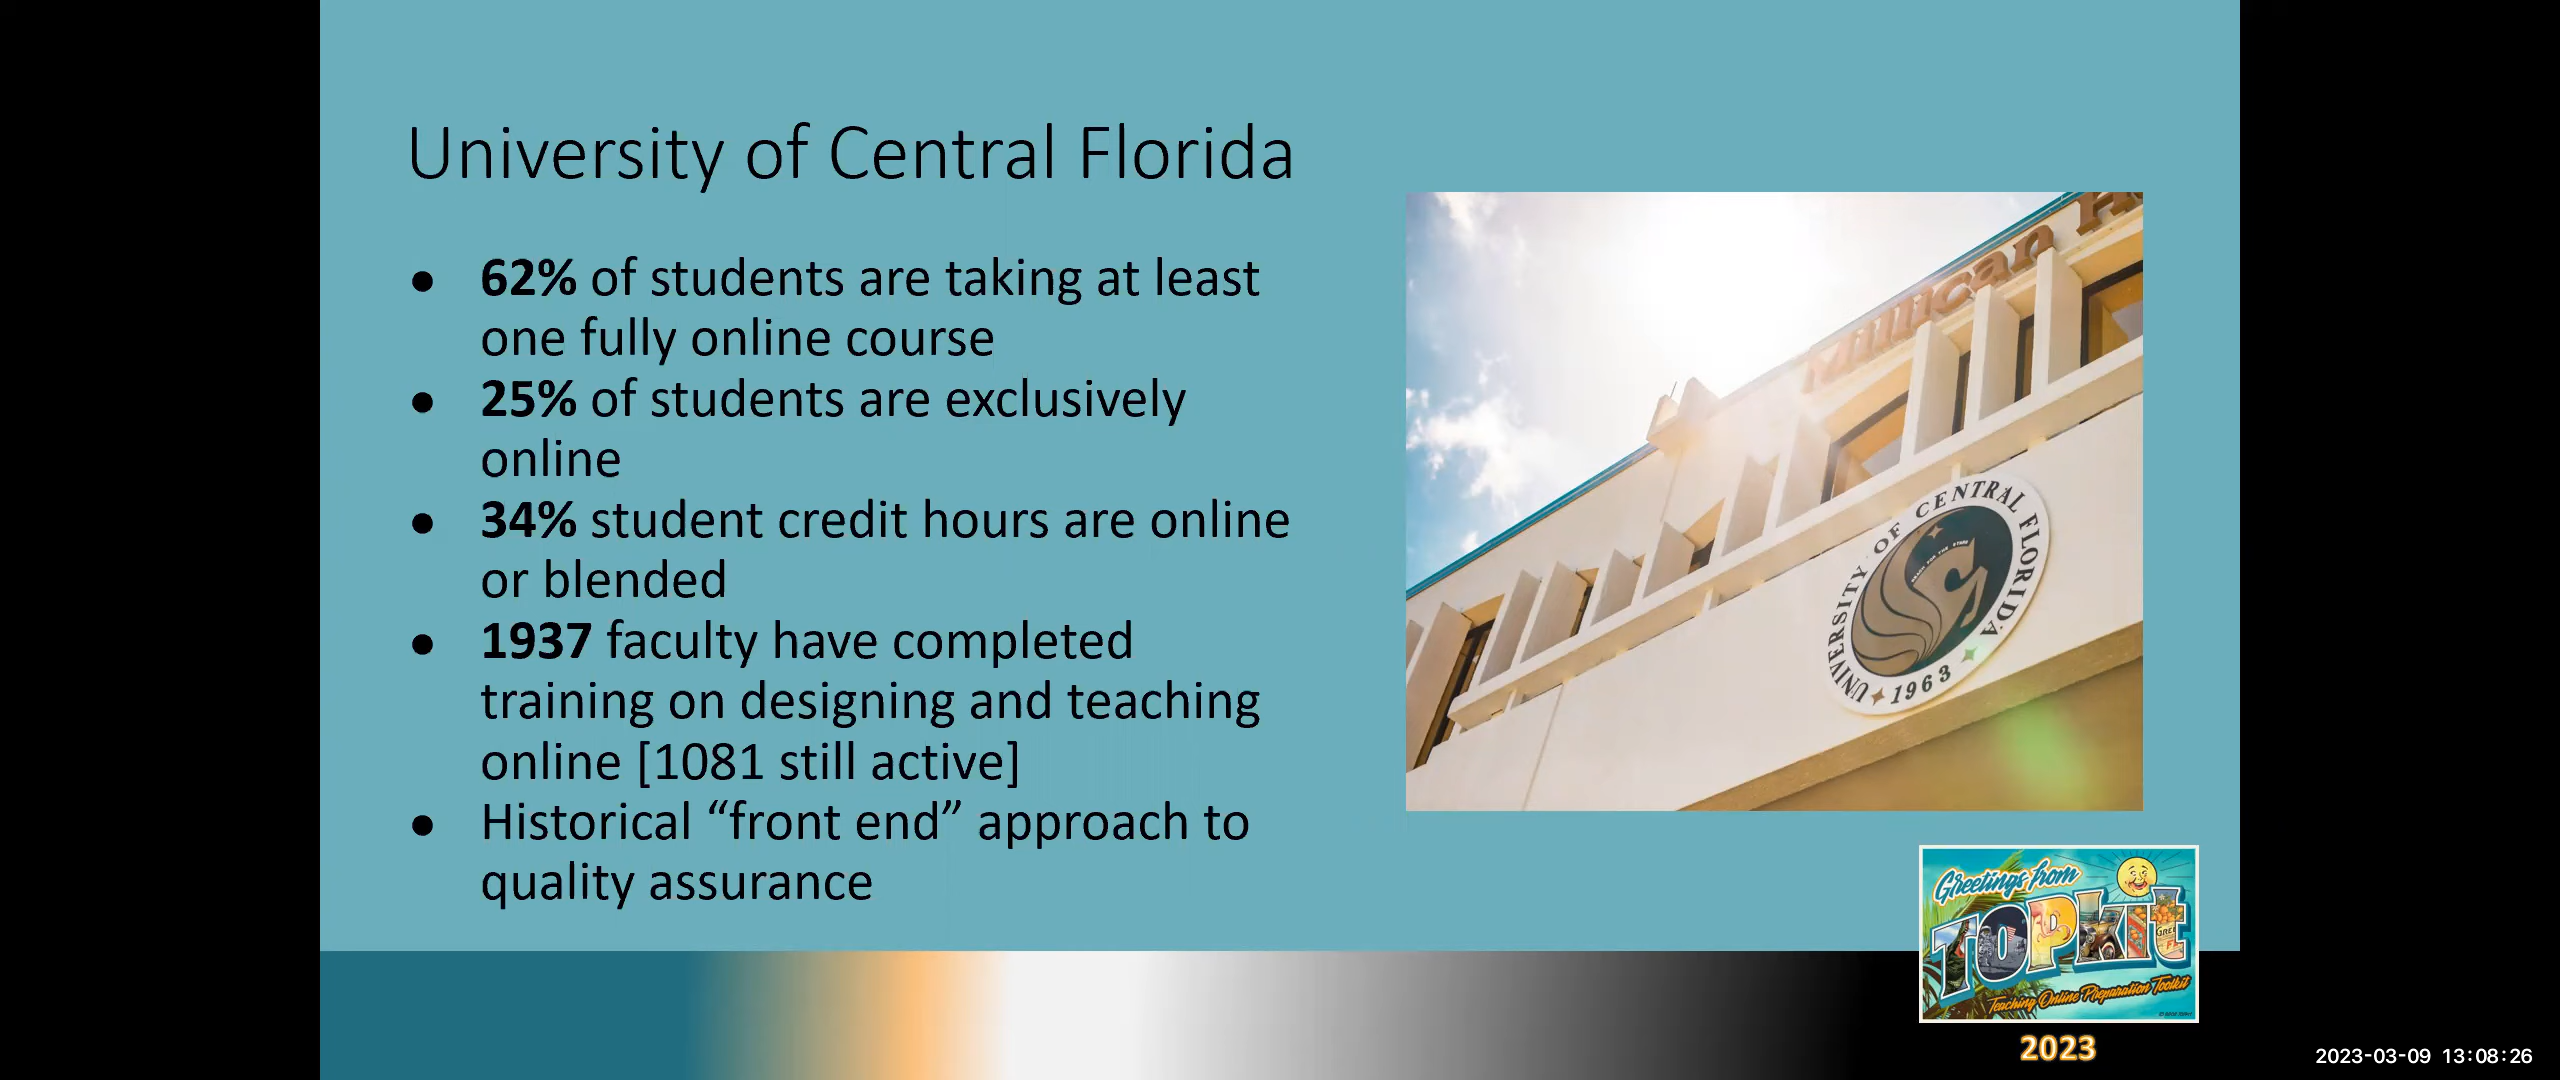 University of Central Florida
● 62% of students are taking at least
one fully online course
● 25% of students are exclusively
online
● 34% student credit hours are online
or blended
● 1937 faculty have completed
training on designing and teaching
online [1081 still active]
● Historical “front end” approach to
quality assurance
Millican
UNIVERSITY OF CENTRAL FLORIDA
1963
Greetings from
TOPkit
Teaching Online Preparation Toolkit
2023
2023-03-09 13:08:26